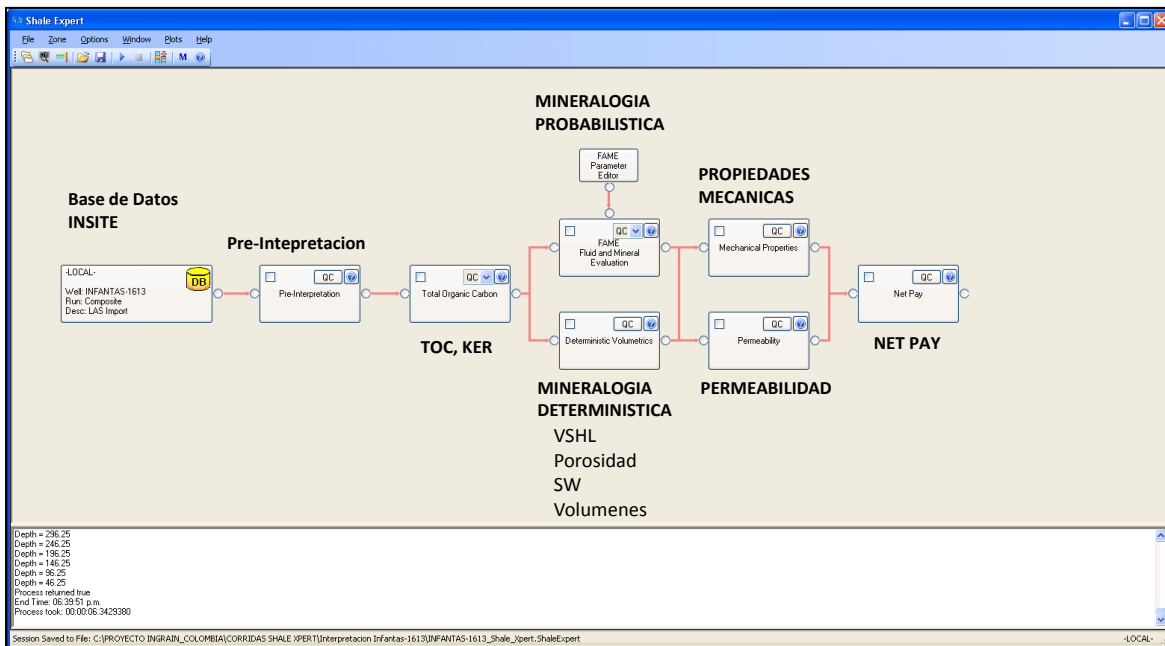 Shale Expert
File Zone Options Window Plots Help
M
MINERALOGIA
PROBABILISTICA
FAME
Parameter
Editor
PROPIEDADES
MECANICAS
Base de Datos
INSITE
Pre-Intepretacion
QC
FAME
Fluid and Mineral
Evaluation
QC
Mechanical Properties
-LOCAL-
Well: INFANTAS-1613
Run: Composite
Desc: LAS Import
DB
QC
Pre-Interpretation
QC
Total Organic Carbon
QC
Net Pay
QC
Deterministic Volumetrics
QC
Permeability
TOC, KER
NET PAY
MINERALOGIA
DETERMINISTICA
PERMEABILIDAD
VSHL
Porosidad
SW
Volumenes
Depth = 296.25
Depth = 246.25
Depth = 196.25
Depth = 146.25
Depth = 96.25
Depth = 46.25
Process returned true
End Time: 06:39:51 p.m.
Process took: 00:00:06.3429380
Session Saved to File: C:\PROYECTO INGRAIN_COLOMBIA\CORRIDAS SHALE XPERT\Interpretacion Infantas-1613\INFANTAS-1613_Shale_Xpert.ShaleExpert
-LOCAL-